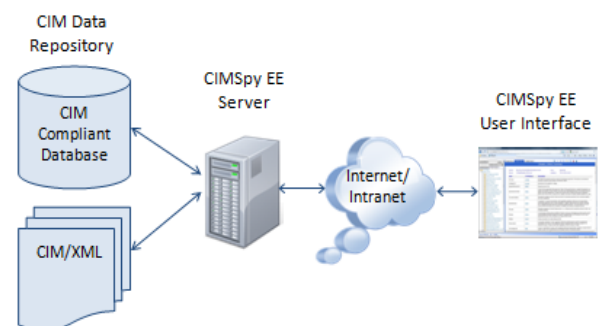 CIM Data
Repository
CIM
Compliant
Database
CIM/XML
CIMSpy EE
Server
Internet/
Intranet
CIMSpy EE
User Interface